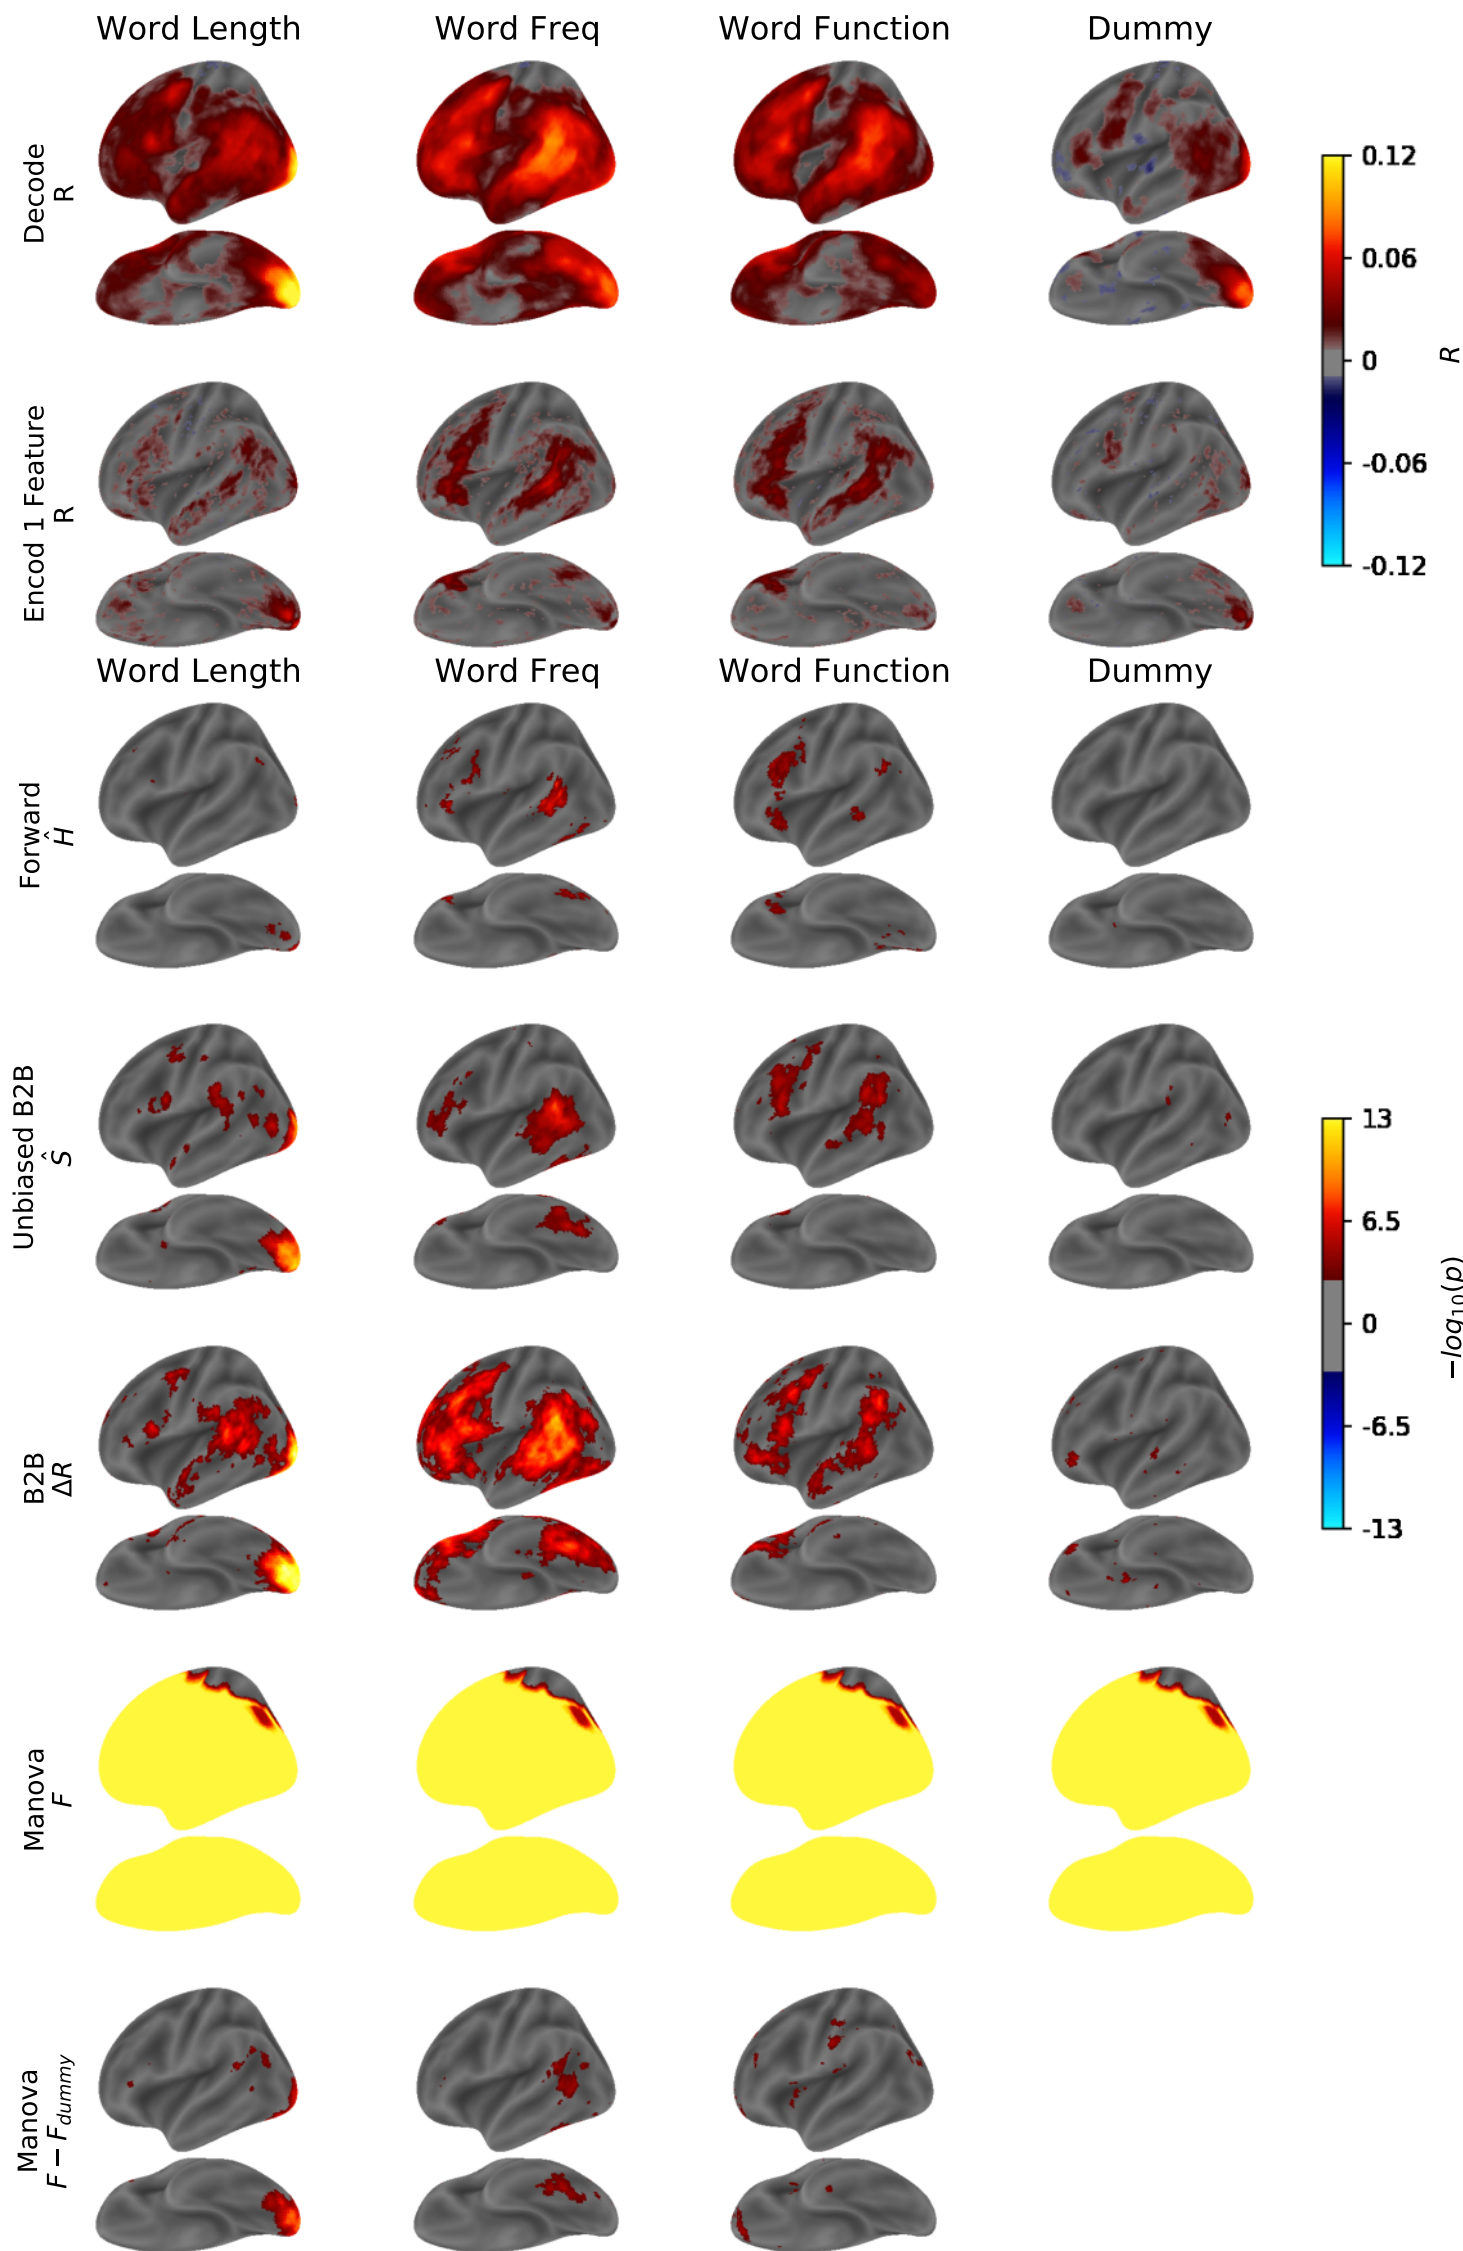 Word Length Word Freq Word Function Dummy
Decode
R
0.12
0.06
0
-0.06
-0.12
R
Encod 1 Feature
R
Word Length Word Freq Word Function Dummy
Forward
Ĥ
Unbiased B2B
Ŝ
13
6.5
0
-6.5
-13
−log₁₀(p)
B2B
ΔR
Manova
F
Manova
F − F_dummy